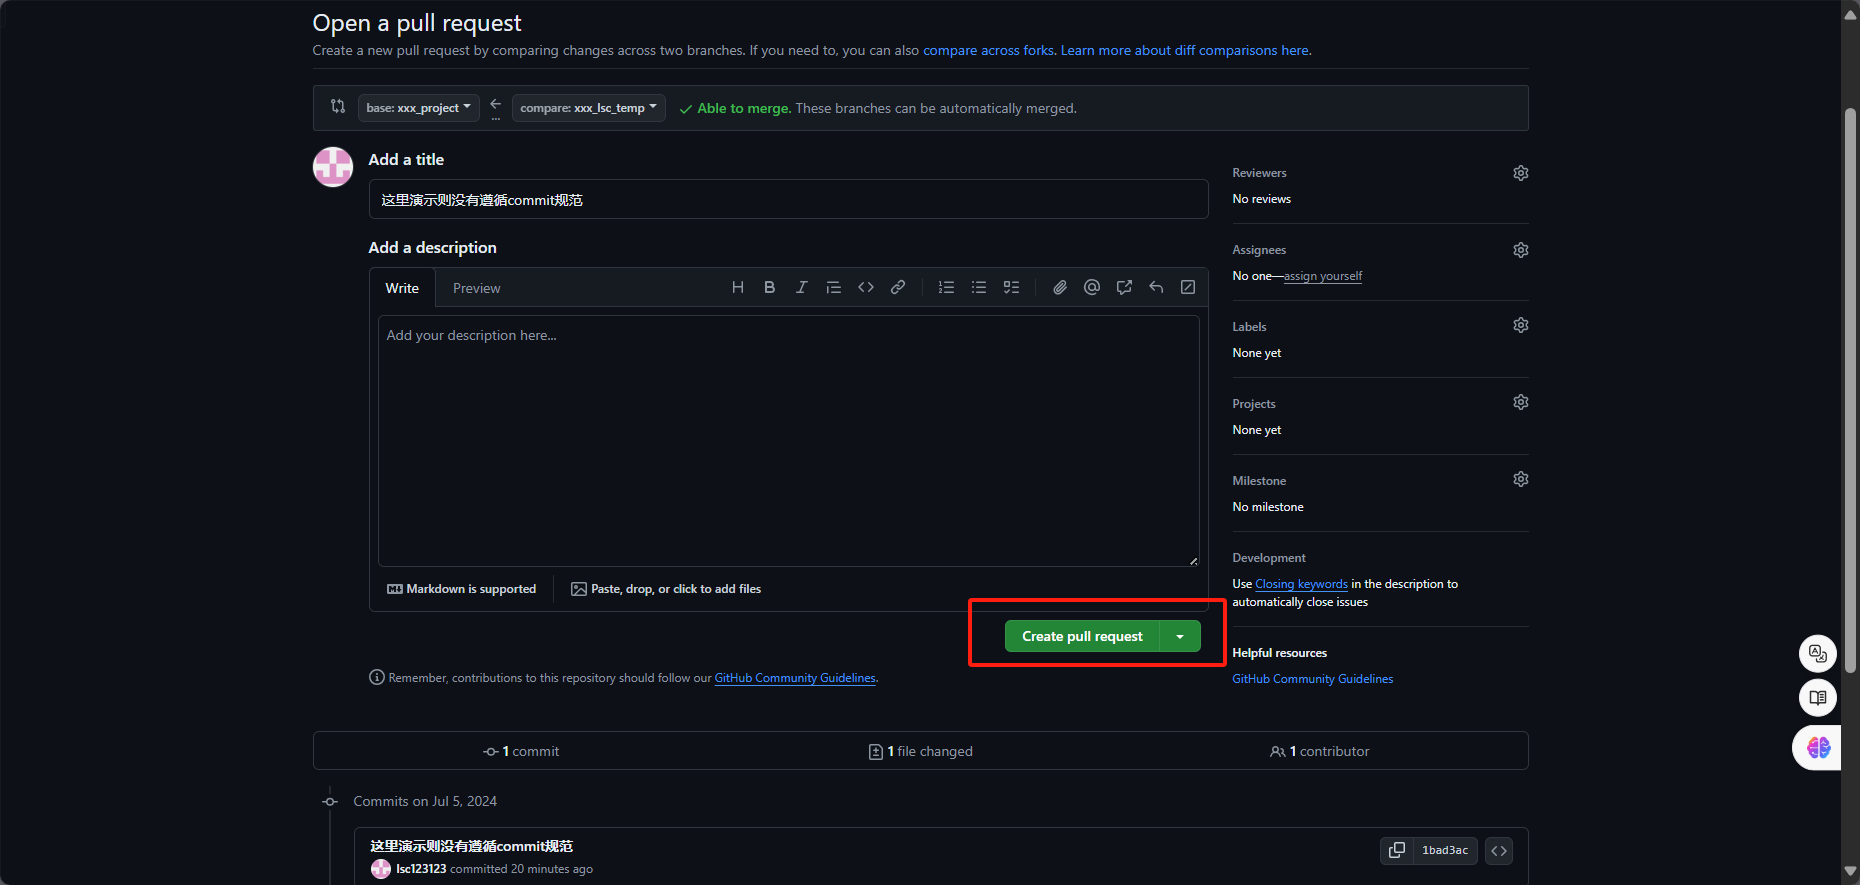 Open a pull request
Create a new pull request by comparing changes across two branches. If you need to, you can also compare across forks. Learn more about diff comparisons here.
base: xxx_project
...
compare: xxx_lsc_temp
Able to merge. These branches can be automatically merged.
Add a title
这里演示则没有遵循commit规范
Add a description
Write
Preview
Add your description here...
Markdown is supported
Paste, drop, or click to add files
Create pull request
Remember, contributions to this repository should follow our GitHub Community Guidelines.
Reviewers
No reviews
Assignees
No one—assign yourself
Labels
None yet
Projects
None yet
Milestone
No milestone
Development
Use Closing keywords in the description to
automatically close issues
Helpful resources
GitHub Community Guidelines
1 commit
1 file changed
1 contributor
Commits on Jul 5, 2024
这里演示则没有遵循commit规范
lsc123123 committed 20 minutes ago
1bad3ac